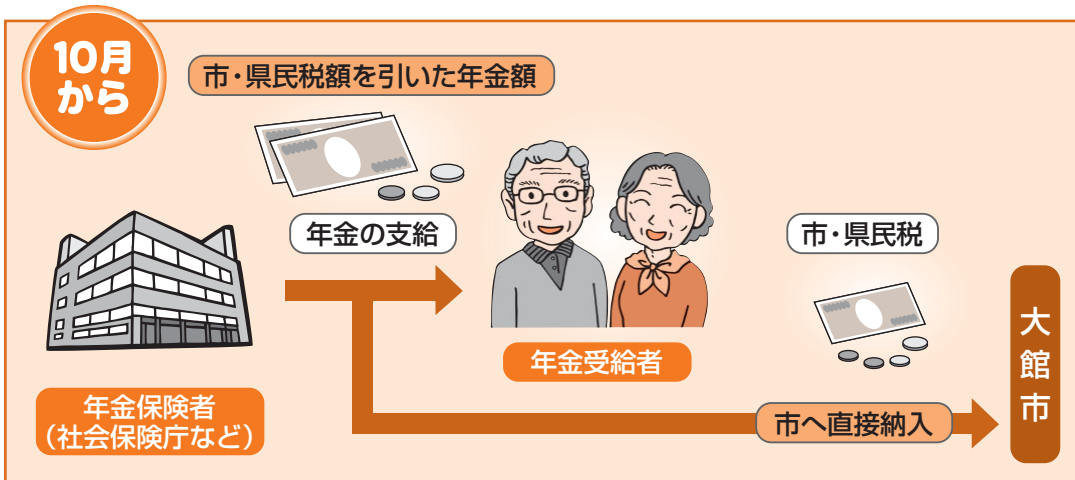 10月
から
市・県民税額を引いた年金額
年金の支給
市・県民税
年金受給者
年金保険者
（社会保険庁など）
市へ直接納入
大館市